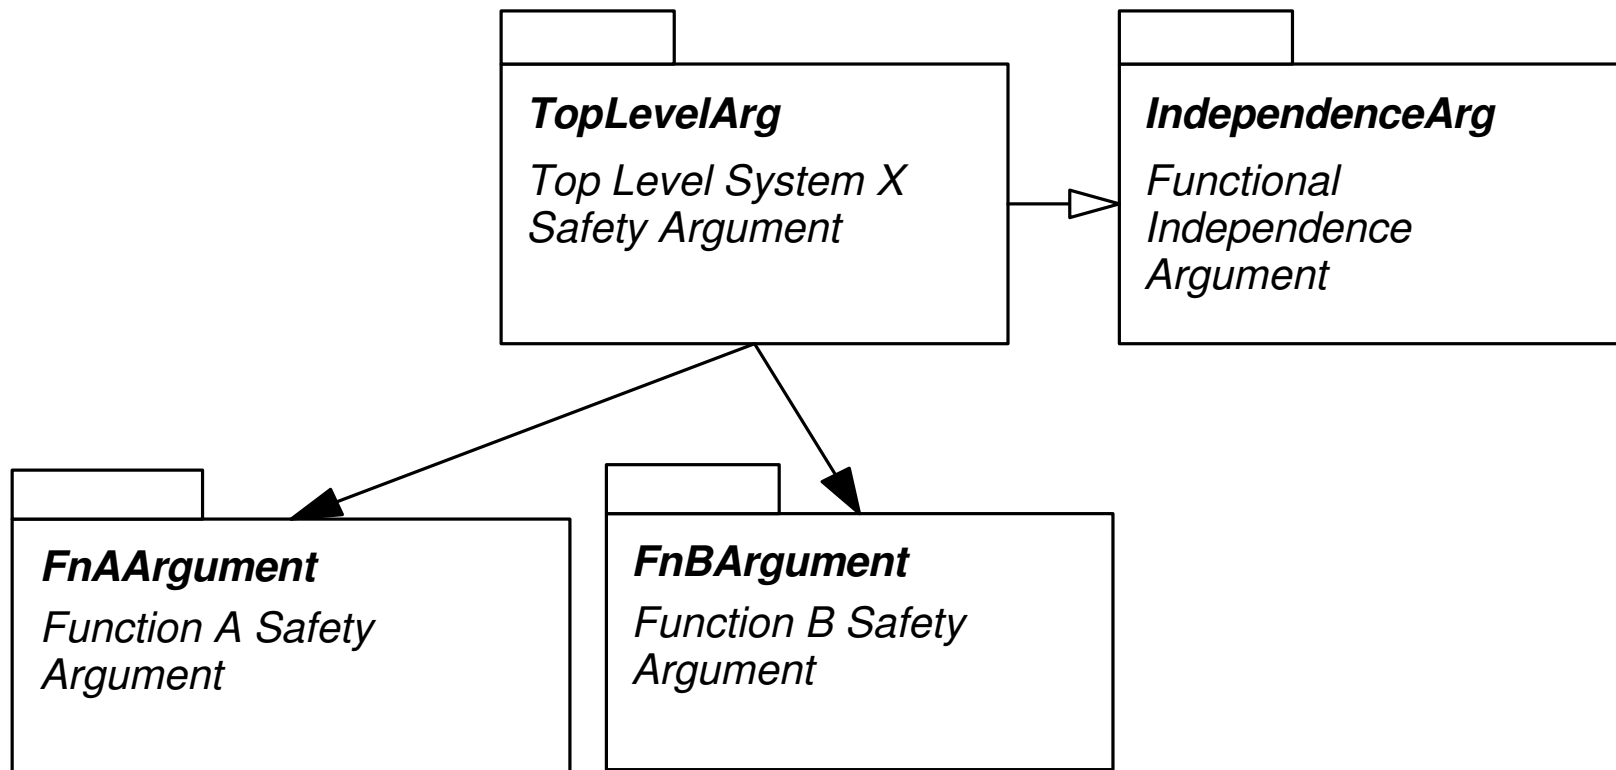 TopLevelArg
Top Level System X
Safety Argument
IndependenceArg
Functional
Independence
Argument
FnAArgument
Function A Safety
Argument
FnBArgument
Function B Safety
Argument